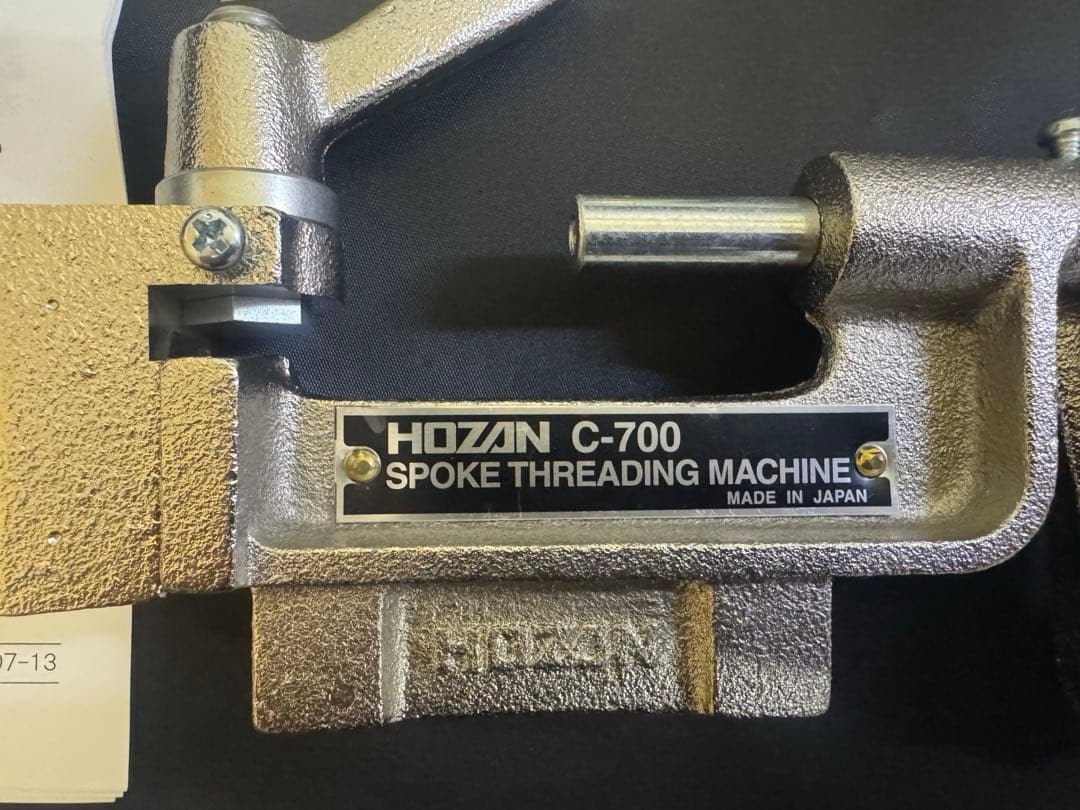 HOZAN C-700
SPOKE THREADING MACHINE
MADE IN JAPAN
HOZAN
07-13